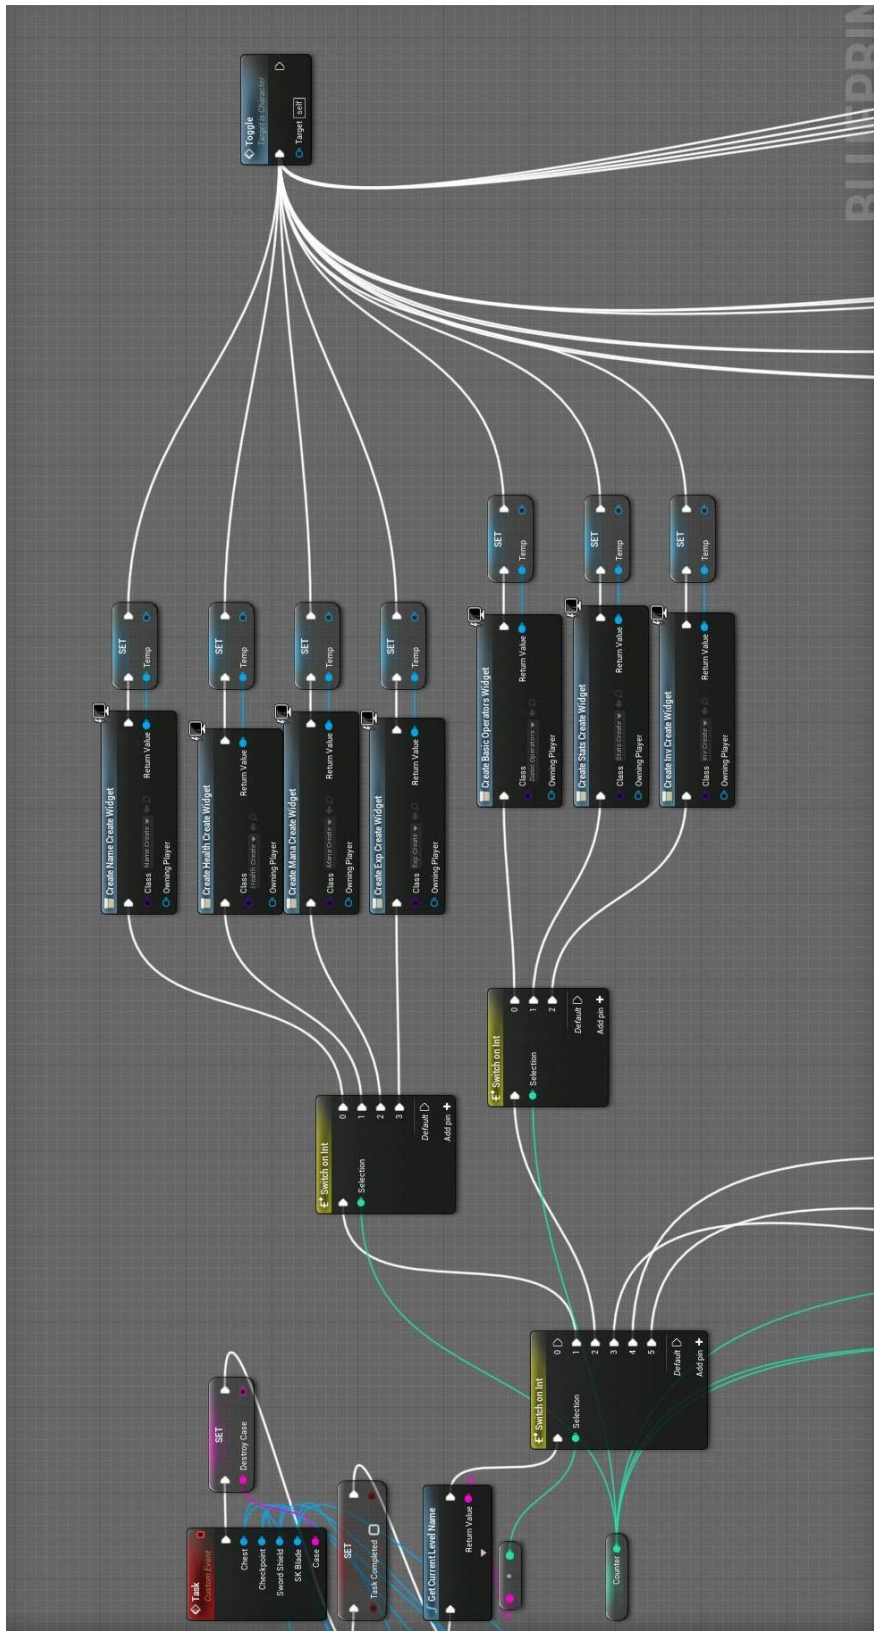 Task
Custom Event
Chest
Checkpoint
Sword Shield
SK Blade
Case
SET
Destroy Case
SET
Task Completed
Get Current Level Name
Return Value
Counter
Switch on Int
Selection
0
1
2
3
4
5
Default
Add pin
Switch on Int
Selection
0
1
2
3
Default
Add pin
Switch on Int
Selection
0
1
2
Default
Add pin
Create Name Create Widget
Class
Name Create
Return Value
Owning Player
SET
Temp
Create Health Create Widget
Class
Health Create
Return Value
Owning Player
SET
Temp
Create Mana Create Widget
Class
Mana Create
Return Value
Owning Player
SET
Temp
Create Exp Create Widget
Class
Exp Create
Return Value
Owning Player
SET
Temp
Create Basic Operators Widget
Class
Basic Operators
Return Value
Owning Player
SET
Temp
Create Stats Create Widget
Class
Stats Create
Return Value
Owning Player
SET
Temp
Create Inv Create Widget
Class
Inv Create
Return Value
Owning Player
SET
Temp
Toggle
Target is Character
Target self
BLUEPRIN